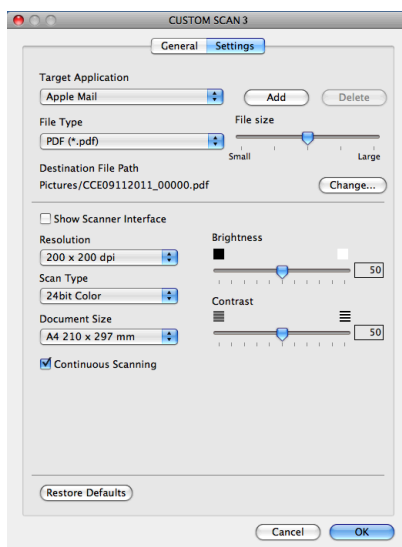 CUSTOM SCAN 3
General Settings
Target Application
Apple Mail Add Delete
File Type File size
PDF (*.pdf)
Small Large
Destination File Path
Pictures/CCE09112011_00000.pdf Change...
Show Scanner Interface
Resolution Brightness
200 x 200 dpi 50
Scan Type
24bit Color Contrast
Document Size
A4 210 x 297 mm 50
Continuous Scanning
Restore Defaults
Cancel OK